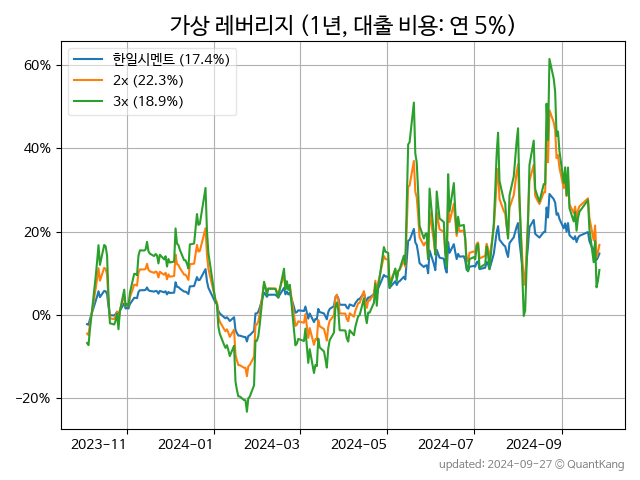 가상 레버리지 (1년, 대출 비용: 연 5%)
한일시멘트 (17.4%)
2x (22.3%)
3x (18.9%)
60%
40%
20%
0%
−20%
2023-11
2024-01
2024-03
2024-05
2024-07
2024-09
updated: 2024-09-27 © QuantKang